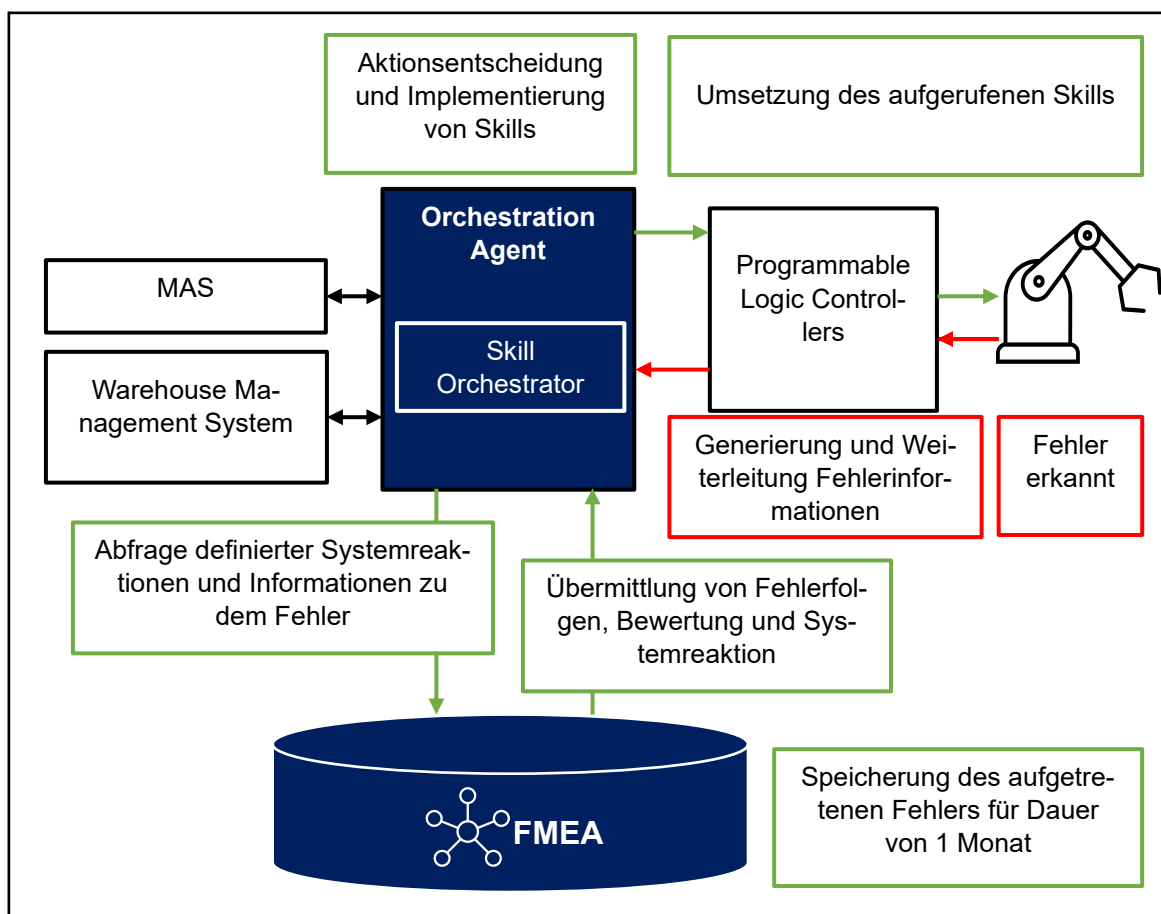 Aktionsentscheidung
und Implementierung
von Skills
Umsetzung des aufgerufenen Skills
Orchestration
Agent
Skill
Orchestrator
MAS
Warehouse Ma-
nagement System
Programmable
Logic Control-
lers
Generierung und Wei-
terleitung Fehlerinfor-
mationen
Fehler
erkannt
Abfrage definierter Systemreak-
tionen und Informationen zu
dem Fehler
Übermittlung von Fehlerfol-
gen, Bewertung und Sys-
temreaktion
FMEA
Speicherung des aufgetre-
tenen Fehlers für Dauer
von 1 Monat